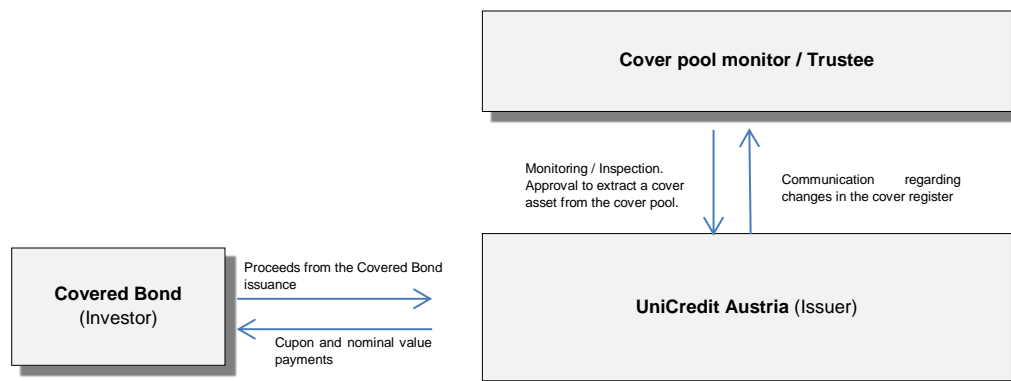 Cover pool monitor / Trustee
Monitoring / Inspection.
Approval to extract a cover
asset from the cover pool.
Communication regarding
changes in the cover register
Proceeds from the Covered Bond
issuance
Covered Bond
(Investor)
UniCredit Austria (Issuer)
Cupon and nominal value
payments